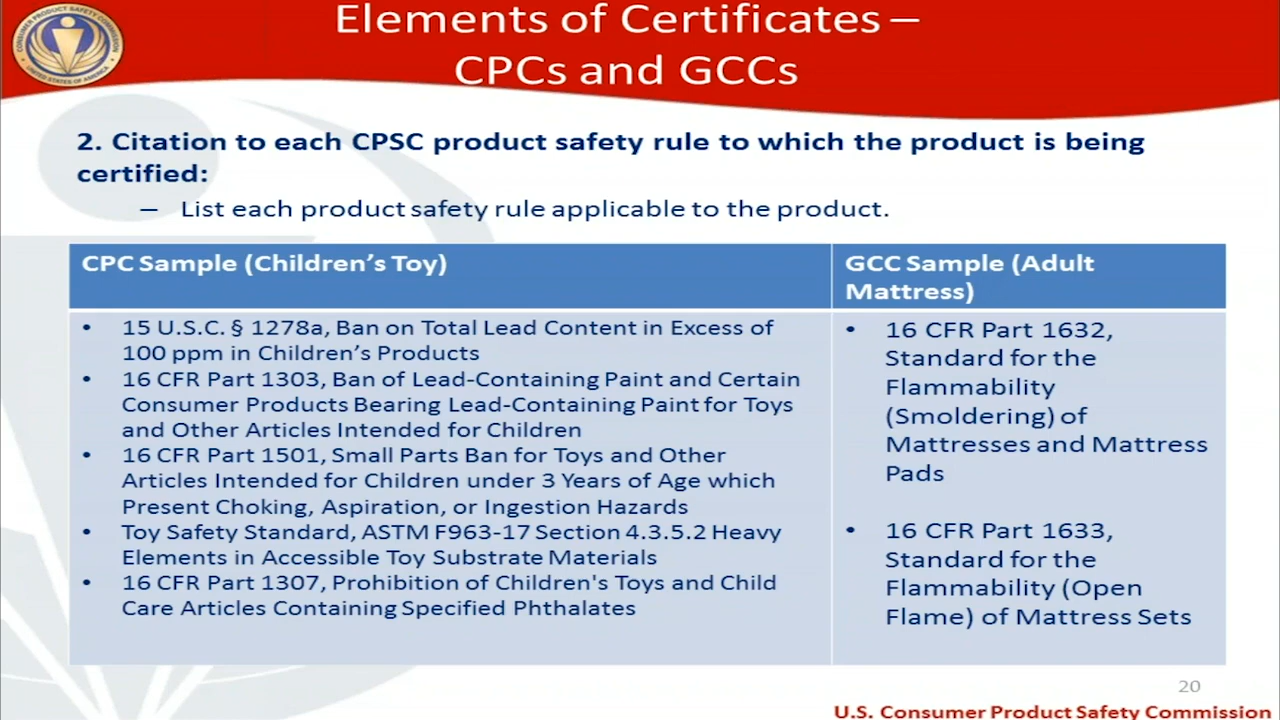 Elements of Certificates –
CPCs and GCCs
CONSUMER PRODUCT SAFETY COMMISSION
UNITED STATES OF AMERICA
2. Citation to each CPSC product safety rule to which the product is being
certified:
– List each product safety rule applicable to the product.
CPC Sample (Children’s Toy)
• 15 U.S.C. § 1278a, Ban on Total Lead Content in Excess of
100 ppm in Children’s Products
• 16 CFR Part 1303, Ban of Lead-Containing Paint and Certain
Consumer Products Bearing Lead-Containing Paint for Toys
and Other Articles Intended for Children
• 16 CFR Part 1501, Small Parts Ban for Toys and Other
Articles Intended for Children under 3 Years of Age which
Present Choking, Aspiration, or Ingestion Hazards
• Toy Safety Standard, ASTM F963-17 Section 4.3.5.2 Heavy
Elements in Accessible Toy Substrate Materials
• 16 CFR Part 1307, Prohibition of Children's Toys and Child
Care Articles Containing Specified Phthalates
GCC Sample (Adult
Mattress)
• 16 CFR Part 1632,
Standard for the
Flammability
(Smoldering) of
Mattresses and Mattress
Pads
• 16 CFR Part 1633,
Standard for the
Flammability (Open
Flame) of Mattress Sets
20
U.S. Consumer Product Safety Commission